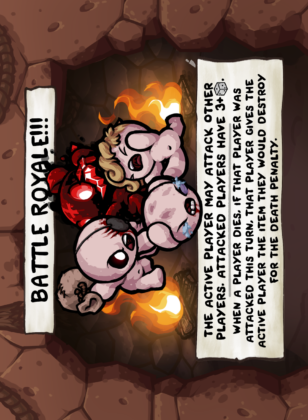 BATTLE ROYALE!!!
THE ACTIVE PLAYER MAY ATTACK OTHER
PLAYERS. ATTACKED PLAYERS HAVE 3+.
WHEN A PLAYER DIES, IF THAT PLAYER WAS
ATTACKED THIS TURN, THAT PLAYER GIVES THE
ACTIVE PLAYER THE ITEM THEY WOULD DESTROY
FOR THE DEATH PENALTY.